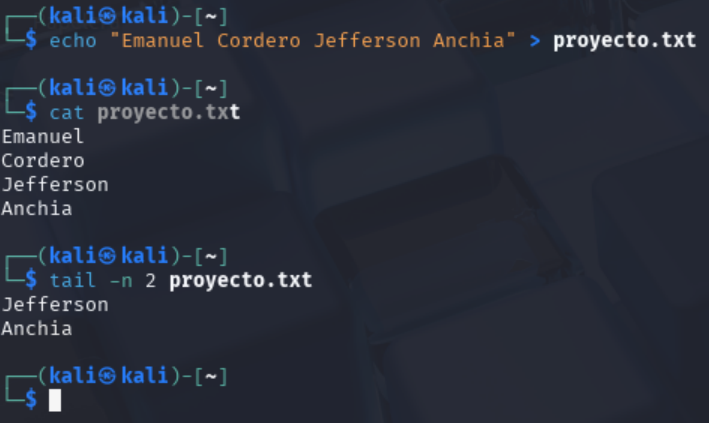 ┌──(kali㉿kali)-[~]
└─$ echo "Emanuel Cordero Jefferson Anchia" > proyecto.txt
┌──(kali㉿kali)-[~]
└─$ cat proyecto.txt
Emanuel
Cordero
Jefferson
Anchia
┌──(kali㉿kali)-[~]
└─$ tail -n 2 proyecto.txt
Jefferson
Anchia
┌──(kali㉿kali)-[~]
└─$